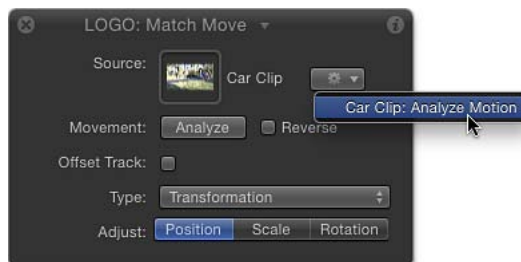 LOGO: Match Move
Source:
Car Clip
Car Clip: Analyze Motion
Movement: Analyze Reverse
Offset Track:
Type: Transformation
Adjust: Position Scale Rotation